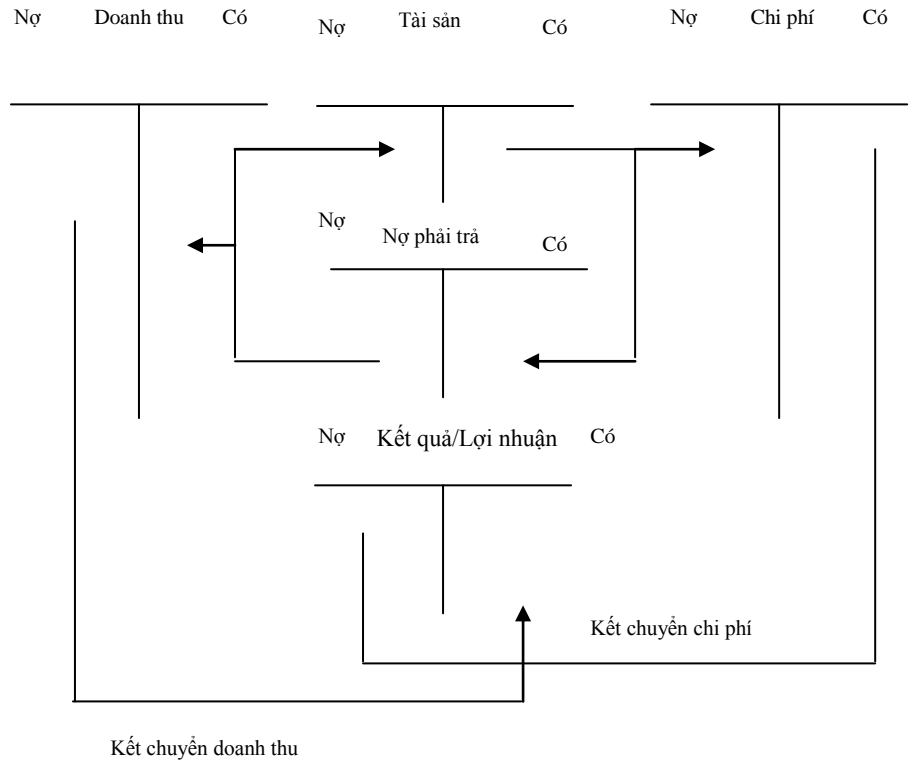 Nợ Doanh thu Có
Nợ Tài sản Có
Nợ Chi phí Có
Nợ Nợ phải trả Có
Nợ Kết quả/Lợi nhuận Có
Kết chuyển chi phí
Kết chuyển doanh thu